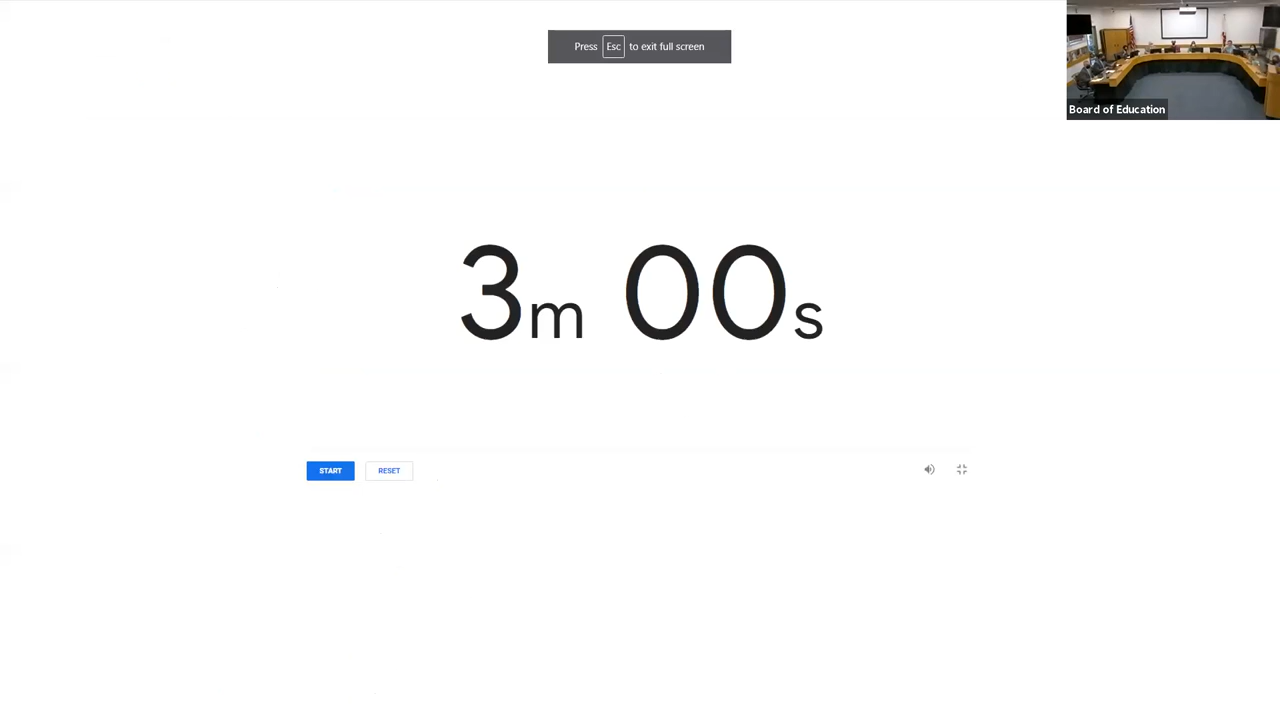 Press Esc to exit full screen
Board of Education
3m 00s
START RESET